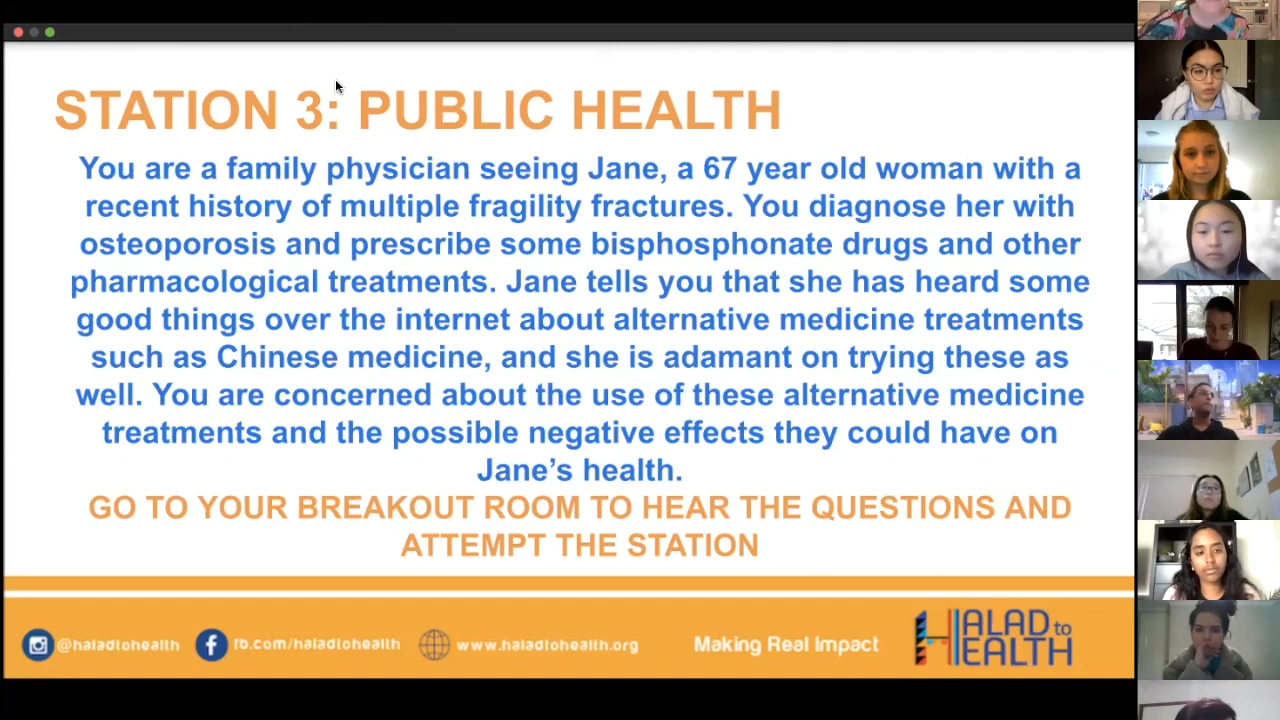 STATION 3: PUBLIC HEALTH
You are a family physician seeing Jane, a 67 year old woman with a
recent history of multiple fragility fractures. You diagnose her with
osteoporosis and prescribe some bisphosphonate drugs and other
pharmacological treatments. Jane tells you that she has heard some
good things over the internet about alternative medicine treatments
such as Chinese medicine, and she is adamant on trying these as
well. You are concerned about the use of these alternative medicine
treatments and the possible negative effects they could have on
Jane’s health.
GO TO YOUR BREAKOUT ROOM TO HEAR THE QUESTIONS AND
ATTEMPT THE STATION
@haladtohealth
fb.com/haladtohealth
www.haladtohealth.org
Making Real Impact
HALAD to
HEALTH